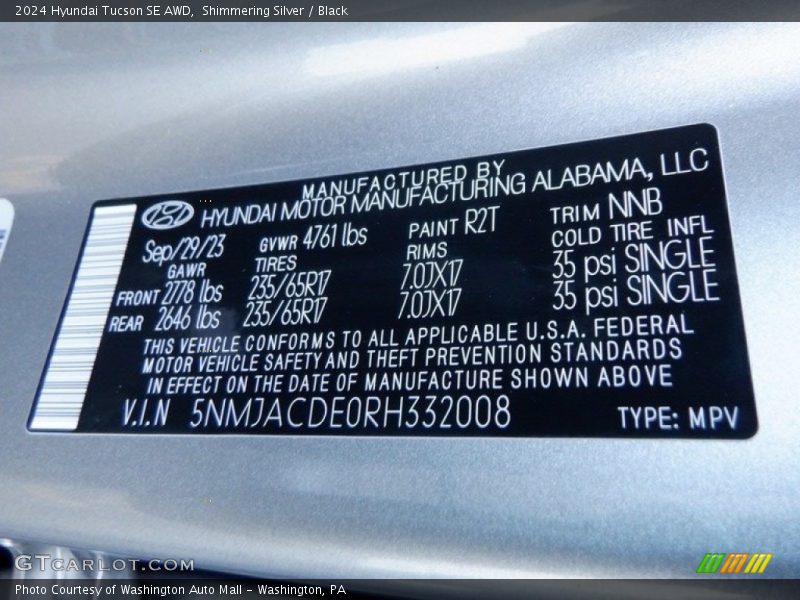 2024 Hyundai Tucson SE AWD,  Shimmering Silver / Black
MANUFACTURED BY
HYUNDAI MOTOR MANUFACTURING ALABAMA, LLC
Sep/29/23 GVWR 4761 lbs PAINT R2T TRIM NNB
GAWR TIRES RIMS COLD TIRE INFL
FRONT 2778 lbs 235/65R17 7.0JX17 35 psi SINGLE
REAR 2646 lbs 235/65R17 7.0JX17 35 psi SINGLE
THIS VEHICLE CONFORMS TO ALL APPLICABLE U.S.A. FEDERAL
MOTOR VEHICLE SAFETY AND THEFT PREVENTION STANDARDS
IN EFFECT ON THE DATE OF MANUFACTURE SHOWN ABOVE
V.I.N 5NMJACDE0RH332008 TYPE: MPV
GTCARLOT.COM
Photo Courtesy of Washington Auto Mall - Washington, PA